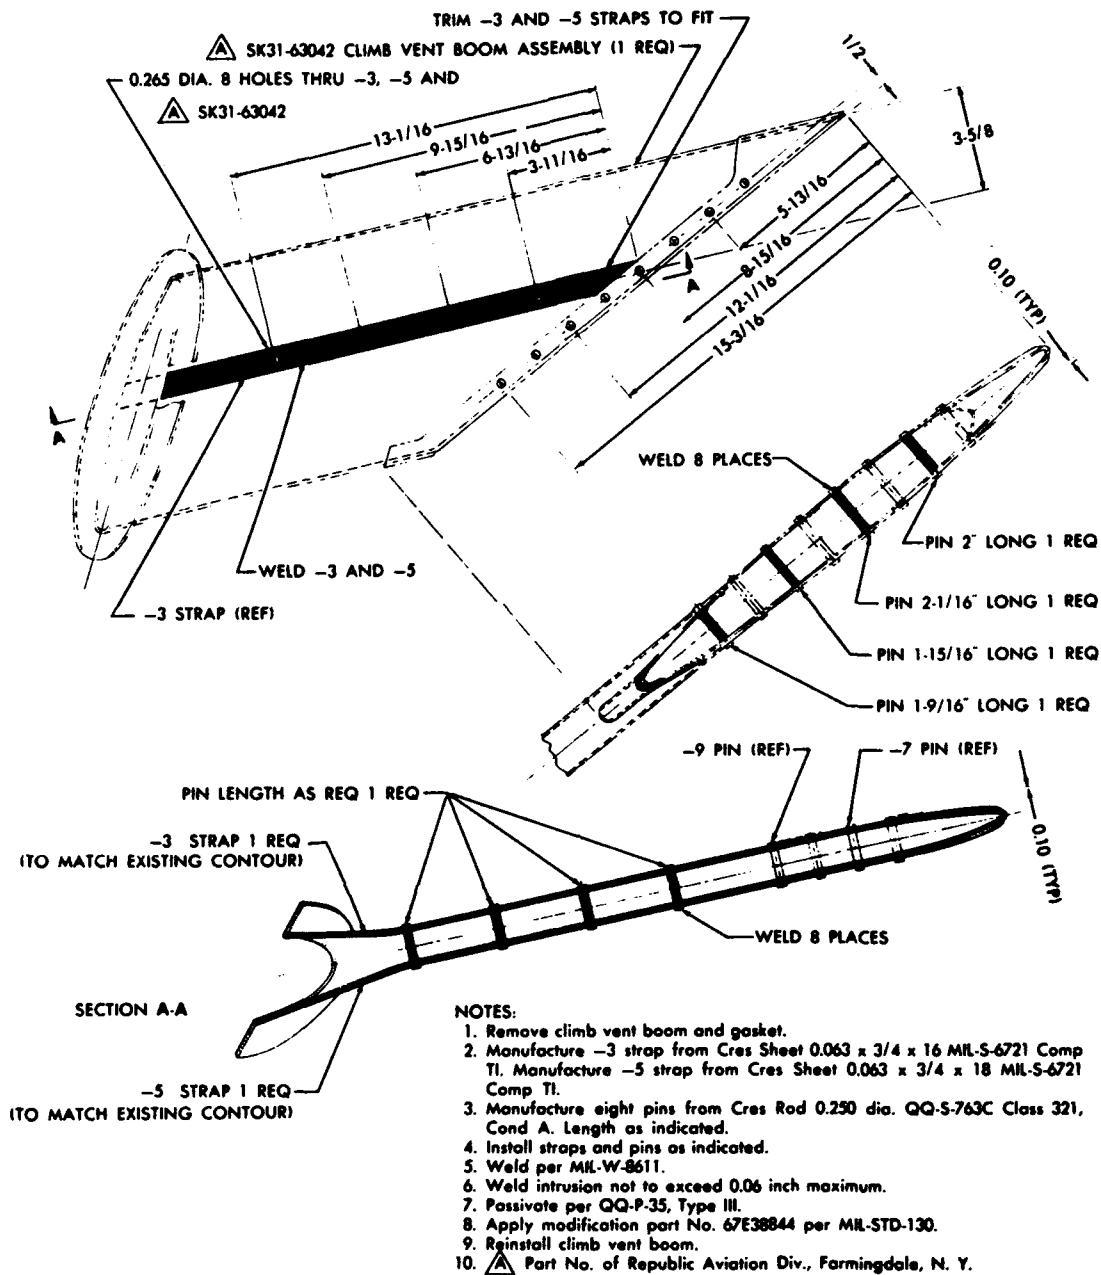 TRIM –3 AND –5 STRAPS TO FIT
A SK31-63042 CLIMB VENT BOOM ASSEMBLY (1 REQ)
0.265 DIA. 8 HOLES THRU –3, –5 AND
A SK31-63042
1/2
13-1/16
9-15/16
6-13/16
3-11/16
3-5/8
5-13/16
8-15/16
12-1/16
15-3/16
0.10 (TYP)
A
A
WELD 8 PLACES
WELD –3 AND –5
–3 STRAP (REF)
PIN 2" LONG 1 REQ
PIN 2-1/16" LONG 1 REQ
PIN 1-15/16" LONG 1 REQ
PIN 1-9/16" LONG 1 REQ
–9 PIN (REF)
–7 PIN (REF)
PIN LENGTH AS REQ 1 REQ
–3 STRAP 1 REQ
(TO MATCH EXISTING CONTOUR)
0.10 (TYP)
WELD 8 PLACES
SECTION A-A
–5 STRAP 1 REQ
(TO MATCH EXISTING CONTOUR)
NOTES:
1. Remove climb vent boom and gasket.
2. Manufacture –3 strap from Cres Sheet 0.063 x 3/4 x 16 MIL-S-6721 Comp
TI. Manufacture –5 strap from Cres Sheet 0.063 x 3/4 x 18 MIL-S-6721
Comp TI.
3. Manufacture eight pins from Cres Rod 0.250 dia. QQ-S-763C Class 321,
Cond A. Length as indicated.
4. Install straps and pins as indicated.
5. Weld per MIL-W-8611.
6. Weld intrusion not to exceed 0.06 inch maximum.
7. Passivate per QQ-P-35, Type III.
8. Apply modification part No. 67E38844 per MIL-STD-130.
9. Reinstall climb vent boom.
10. A Part No. of Republic Aviation Div., Farmingdale, N. Y.